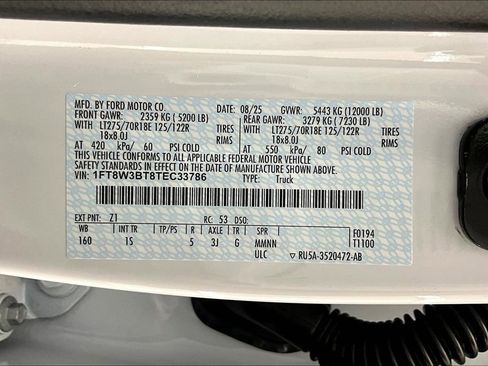 MFD. BY FORD MOTOR CO. DATE: 08/25 GVWR: 5443 KG (12000 LB)
FRONT GAWR: 2359 KG (5200 LB) REAR GAWR: 3279 KG (7230 LB)
LT275/70R18E 125/122R LT275/70R18E 125/122R
18x8.0J 18x8.0J
AT 420 kPa/ 60 PSI COLD AT 550 kPa/ 80 PSI COLD
THIS VEHICLE CONFORMS TO ALL APPLICABLE FEDERAL MOTOR VEHICLE
SAFETY STANDARDS IN EFFECT ON THE DATE OF MANUFACTURE SHOWN ABOVE.
VIN: 1FT8W3BT8TEC33786 TYPE: Truck
EXT PNT: Z1 RC: 53 DSO:
WB INT TR TP/PS R AXLE TR SPR F0194
160 1S 5 3J G MMNN T1100
ULC ▽ RU5A-3520472-AB